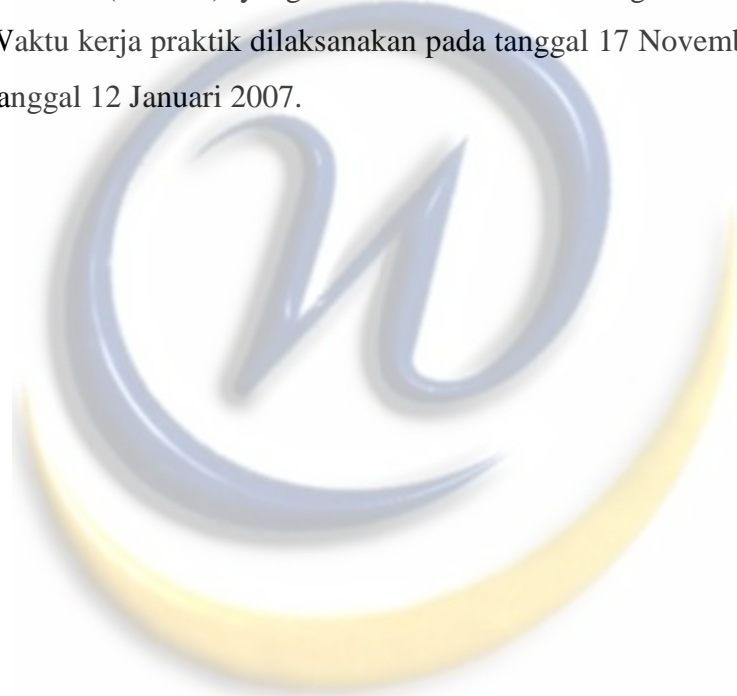 Waktu kerja praktik dilaksanakan pada tanggal 17 Novemb
anggal 12 Januari 2007.